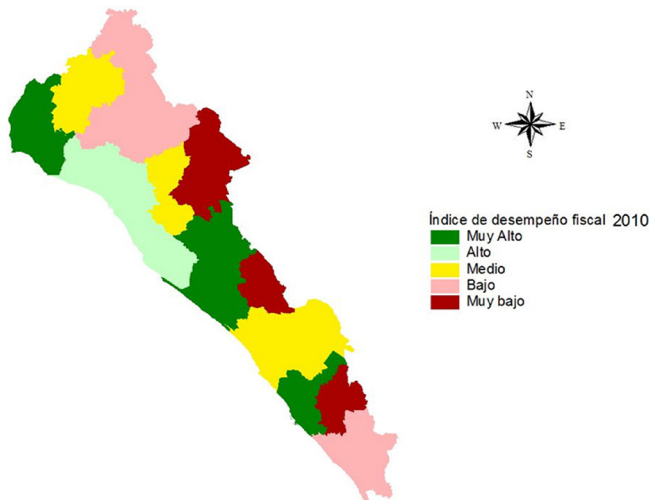 N
W E
S
Índice de desempeño fiscal 2010
Muy Alto
Alto
Medio
Bajo
Muy bajo